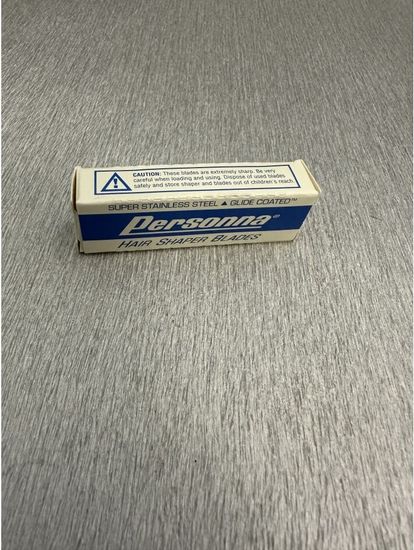 CAUTION: These blades are extremely sharp. Be very
careful when loading and using. Dispose of used blades
safely and store shaper and blades out of children's reach.
SUPER STAINLESS STEEL ▲ GLIDE COATED™
Personna®
HAIR SHAPER BLADES